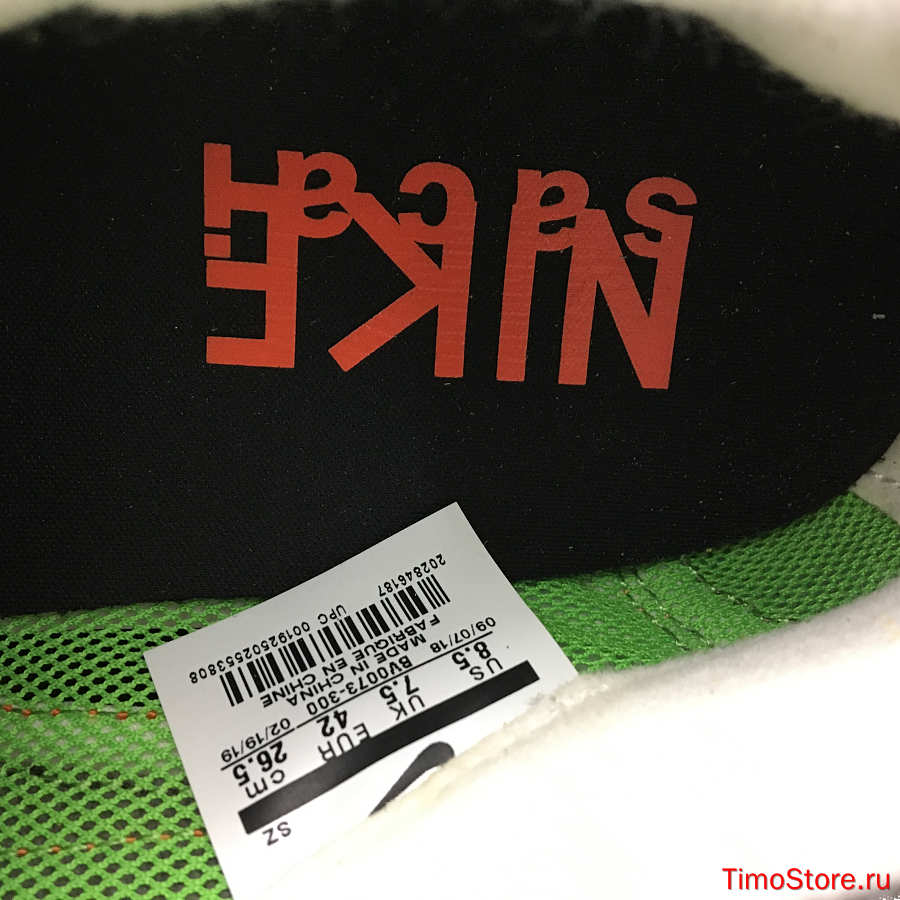 NIKE
sacai
SZ
US UK EUR cm
8.5 7.5 42 26.5
09/07/18 BV0073-300 02/19/19
MADE IN CHINA
FABRIQUE EN CHINE
UPC 00192502553808
202846187
TimoStore.ru